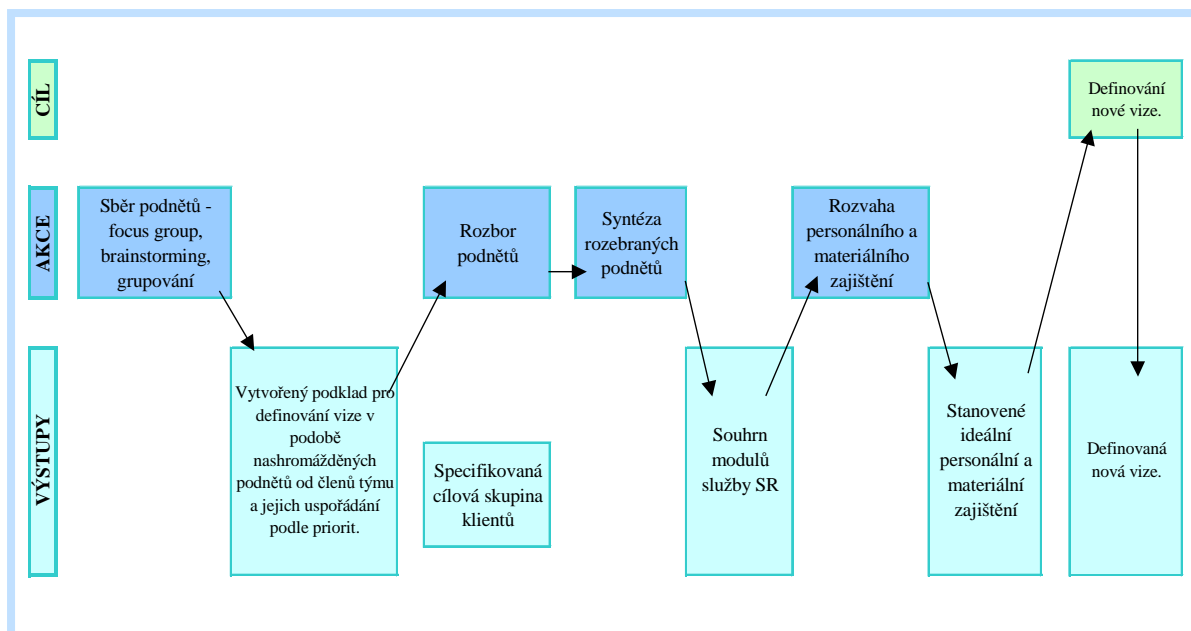 CÍL
Definování
nové vize.
AKCE
Sběr podnětů -
focus group,
brainstorming,
grupování
Rozbor
podnětů
Syntéza
rozebraných
podnětů
Rozvaha
personálního a
materiálního
zajištění
VÝSTUPY
Vytvořený podklad pro
definování vize v
podobě
nashromážděných
podnětů od členů týmu
a jejich uspořádání
podle priorit.
Specifikovaná
cílová skupina
klientů
Souhrn
modulů
služby SR
Stanovené
ideální
personální a
materiální
zajištění
Definovaná
nová vize.